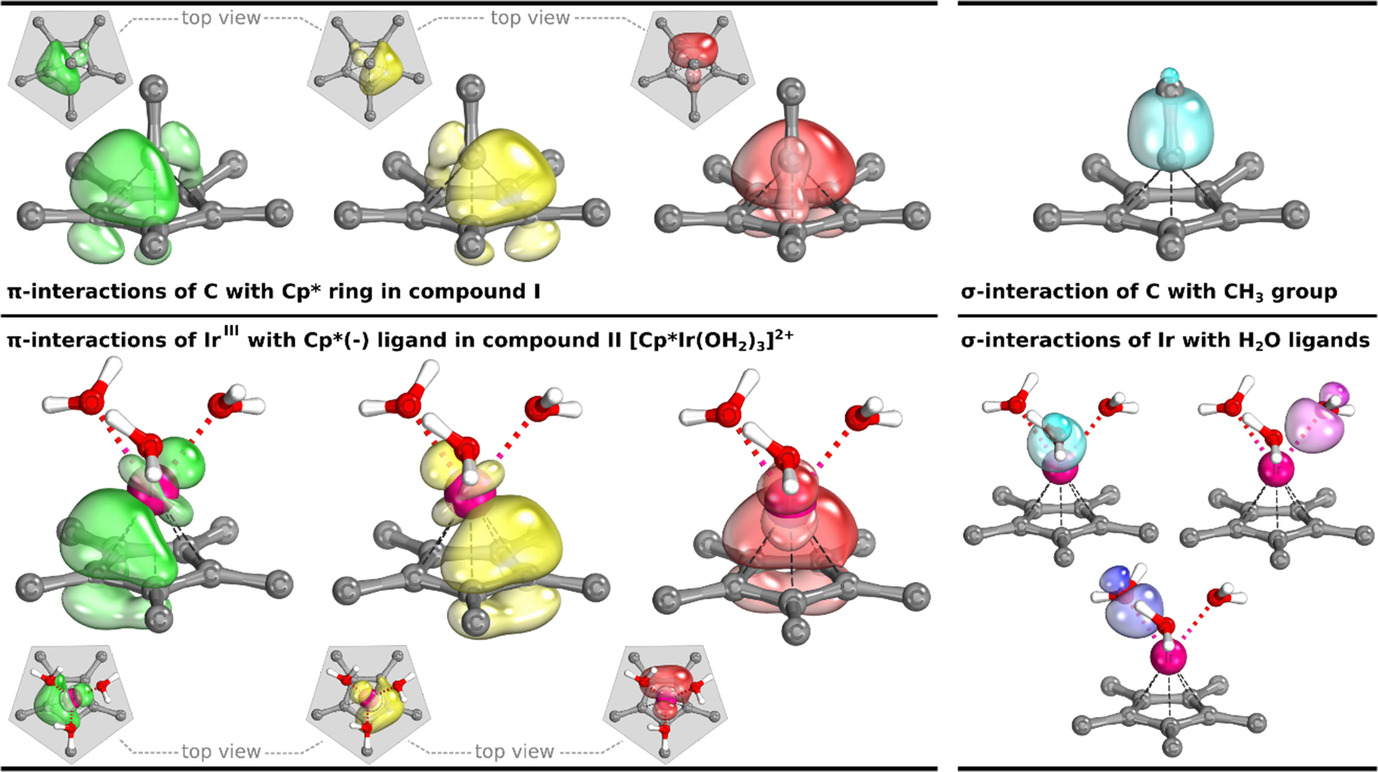 top view top view
π-interactions of C with Cp* ring in compound I
σ-interaction of C with CH₃ group
π-interactions of Irᴵᴵᴵ with Cp*(-) ligand in compound II [Cp*Ir(OH₂)₃]²⁺
σ-interactions of Ir with H₂O ligands
top view top view